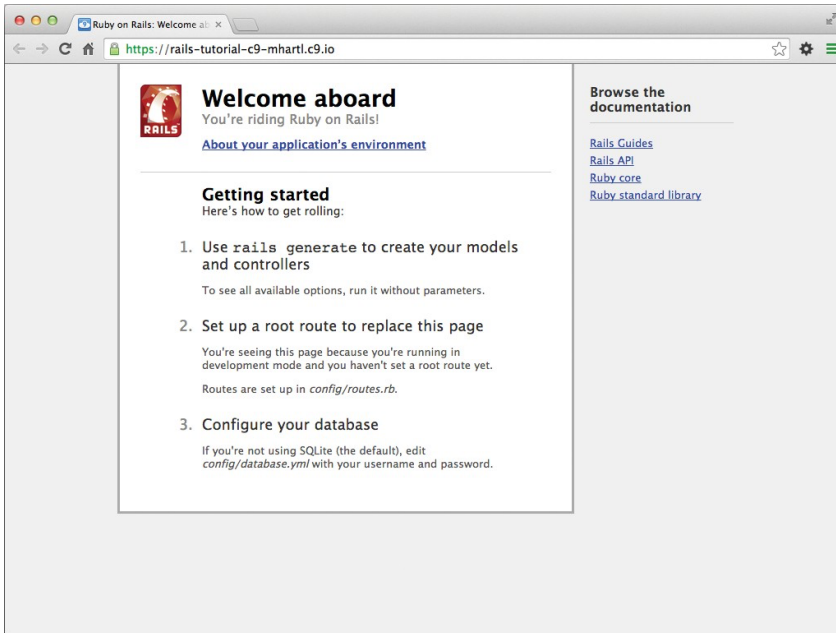 Ruby on Rails: Welcome ab
https://rails-tutorial-c9-mhartl.c9.io
RAILS
Welcome aboard
You're riding Ruby on Rails!
About your application's environment
Getting started
Here's how to get rolling:
1. Use rails generate to create your models
and controllers
To see all available options, run it without parameters.
2. Set up a root route to replace this page
You're seeing this page because you're running in
development mode and you haven't set a root route yet.
Routes are set up in config/routes.rb.
3. Configure your database
If you're not using SQLite (the default), edit
config/database.yml with your username and password.
Browse the
documentation
Rails Guides
Rails API
Ruby core
Ruby standard library